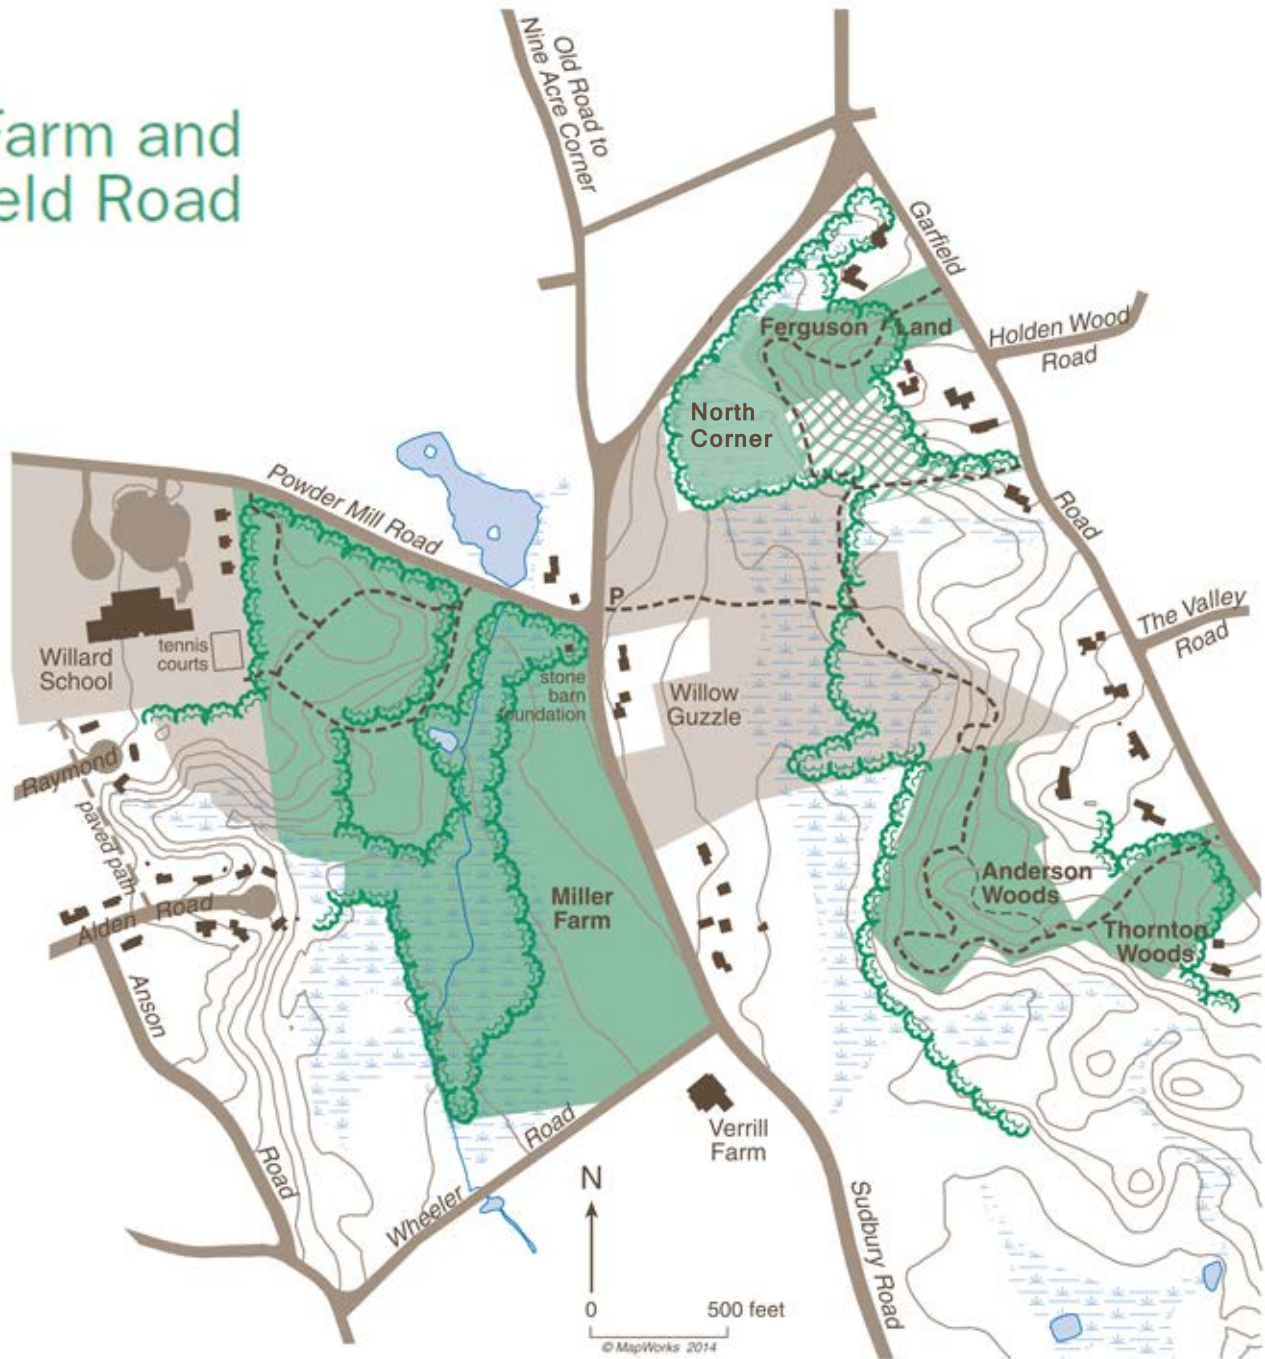 Farm and
eld Road
Old Road to
Nine Acre Corner
Garfield
Holden Wood
Road
Ferguson Land
North
Corner
Powder Mill Road
Road
The Valley
Road
P
tennis
courts
Willard
School
stone
barn
foundation
Willow
Guzzle
Raymond
paved path
Alden Road
Anson
Road
Miller
Farm
Anderson
Woods
Thornton
Woods
Verrill
Farm
Wheeler
Road
Sudbury Road
N
0 500 feet
© MapWorks 2014